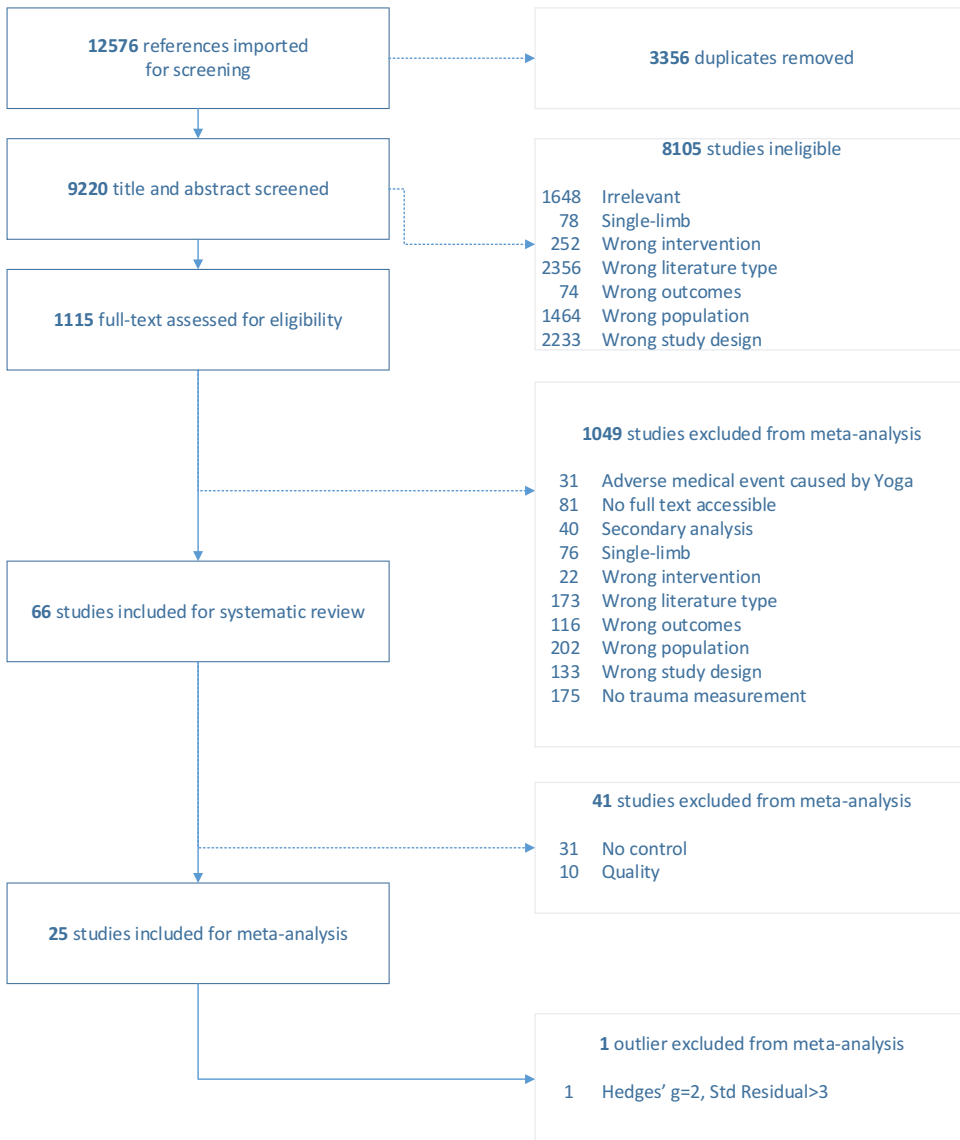 12576 references imported
for screening
3356 duplicates removed
9220 title and abstract screened
8105 studies ineligible
1648 Irrelevant
78 Single-limb
252 Wrong intervention
2356 Wrong literature type
74 Wrong outcomes
1464 Wrong population
2233 Wrong study design
1115 full-text assessed for eligibility
1049 studies excluded from meta-analysis
31 Adverse medical event caused by Yoga
81 No full text accessible
40 Secondary analysis
76 Single-limb
22 Wrong intervention
173 Wrong literature type
116 Wrong outcomes
202 Wrong population
133 Wrong study design
175 No trauma measurement
66 studies included for systematic review
41 studies excluded from meta-analysis
31 No control
10 Quality
25 studies included for meta-analysis
1 outlier excluded from meta-analysis
1 Hedges’ g=2, Std Residual>3